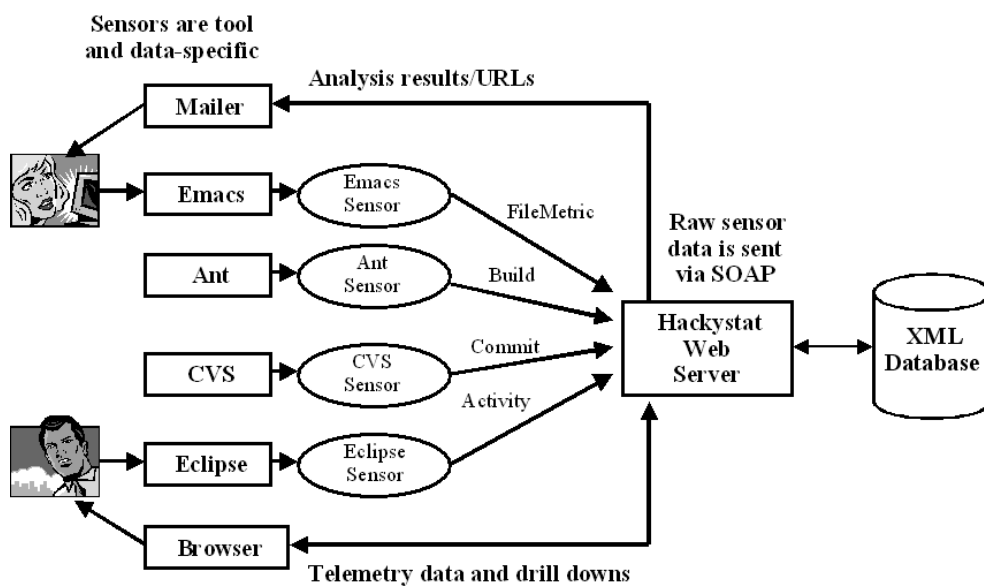 Sensors are tool
and data-specific
Analysis results/URLs
Mailer
Emacs
Emacs
Sensor
FileMetric
Raw sensor
data is sent
via SOAP
Ant
Ant
Sensor
Build
Hackystat
Web
Server
XML
Database
CVS
CVS
Sensor
Commit
Activity
Eclipse
Eclipse
Sensor
Browser
Telemetry data and drill downs